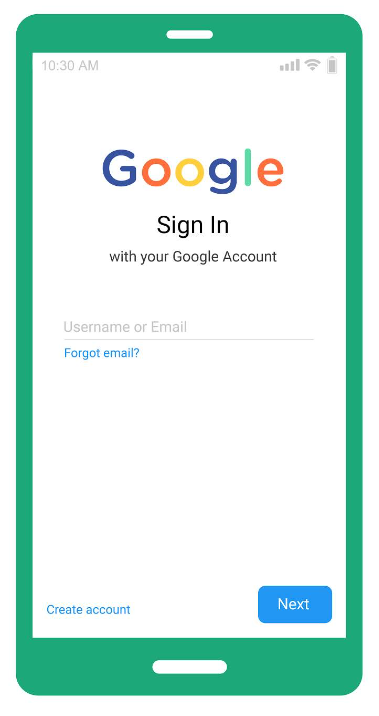 10:30 AM
Google
Sign In
with your Google Account
Username or Email
Forgot email?
Create account
Next